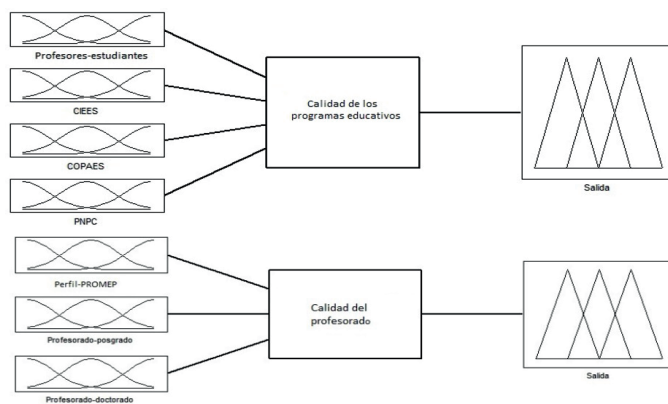 Profesores-estudiantes
CIEES
COPAES
PNPC
Calidad de los
programas educativos
Salida
Perfil-PROMEP
Profesorado-posgrado
Profesorado-doctorado
Calidad del
profesorado
Salida